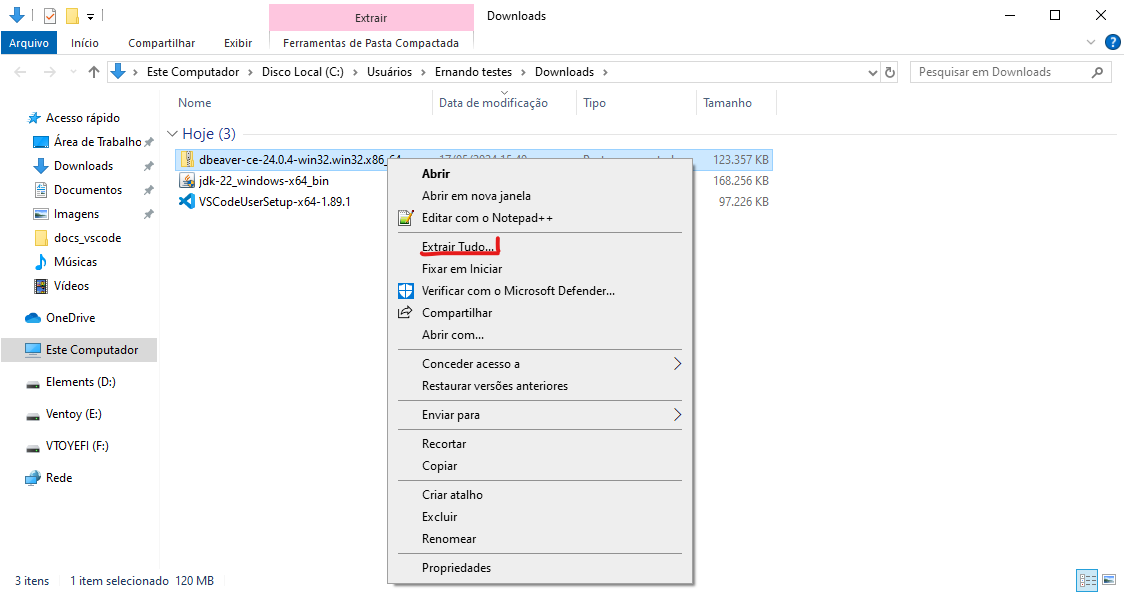 Extrair
Downloads
Arquivo
Início
Compartilhar
Exibir
Ferramentas de Pasta Compactada
Este Computador
Disco Local (C:)
Usuários
Ernando testes
Downloads
Pesquisar em Downloads
Acesso rápido
Área de Trabalho
Downloads
Documentos
Imagens
docs_vscode
Músicas
Vídeos
OneDrive
Este Computador
Elements (D:)
Ventoy (E:)
VTOYEFI (F:)
Rede
Nome
Data de modificação
Tipo
Tamanho
Hoje (3)
dbeaver-ce-24.0.4-win32.win32.x86_64
123.357 KB
jdk-22_windows-x64_bin
168.256 KB
VSCodeUserSetup-x64-1.89.1
97.226 KB
Abrir
Abrir em nova janela
Editar com o Notepad++
Extrair Tudo...
Fixar em Iniciar
Verificar com o Microsoft Defender...
Compartilhar
Abrir com...
Conceder acesso a
Restaurar versões anteriores
Enviar para
Recortar
Copiar
Criar atalho
Excluir
Renomear
Propriedades
3 itens
1 item selecionado 120 MB